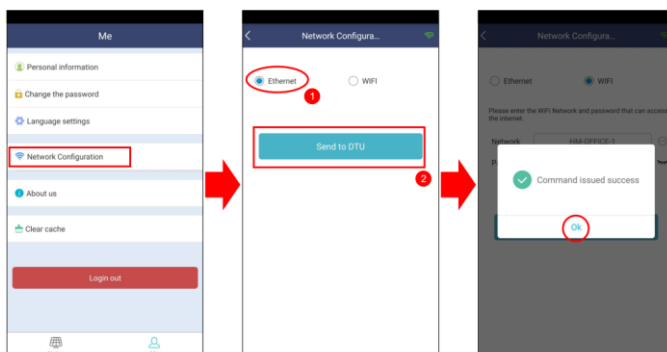 Me
Personal information
Change the password
Language settings
Network Configuration
About us
Clear cache
Login out
Network Configura...
Ethernet
WIFI
1
Send to DTU
2
Network Configura...
Ethernet
WIFI
Please enter the WIFI Network and password that can access
the internet.
Network
HM-OFFICE-1
Command issued success
Ok